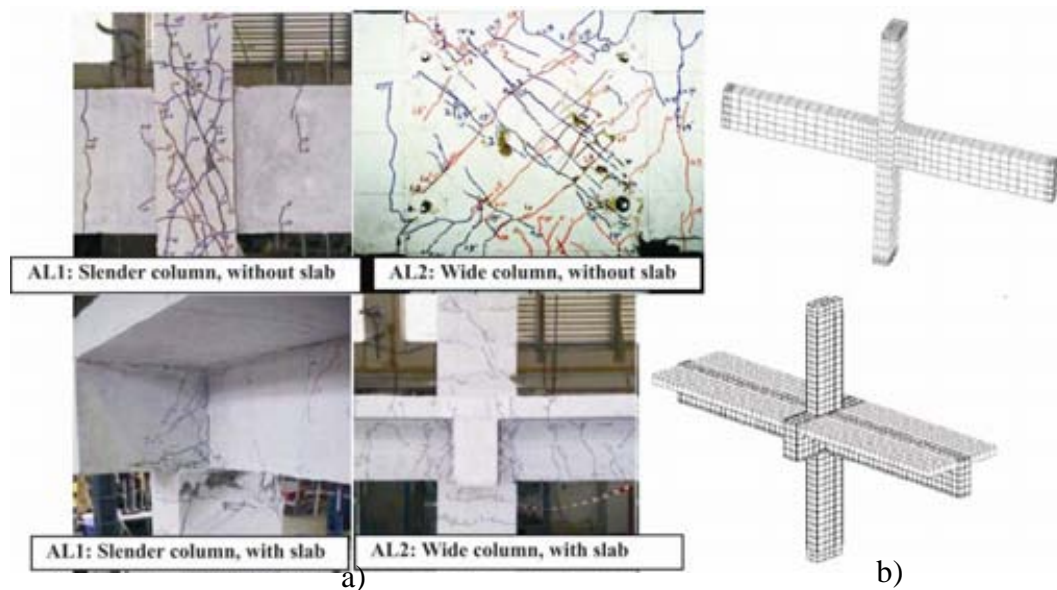 AL1: Slender column, without slab
AL2: Wide column, without slab
AL1: Slender column, with slab
AL2: Wide column, with slab
a)
b)